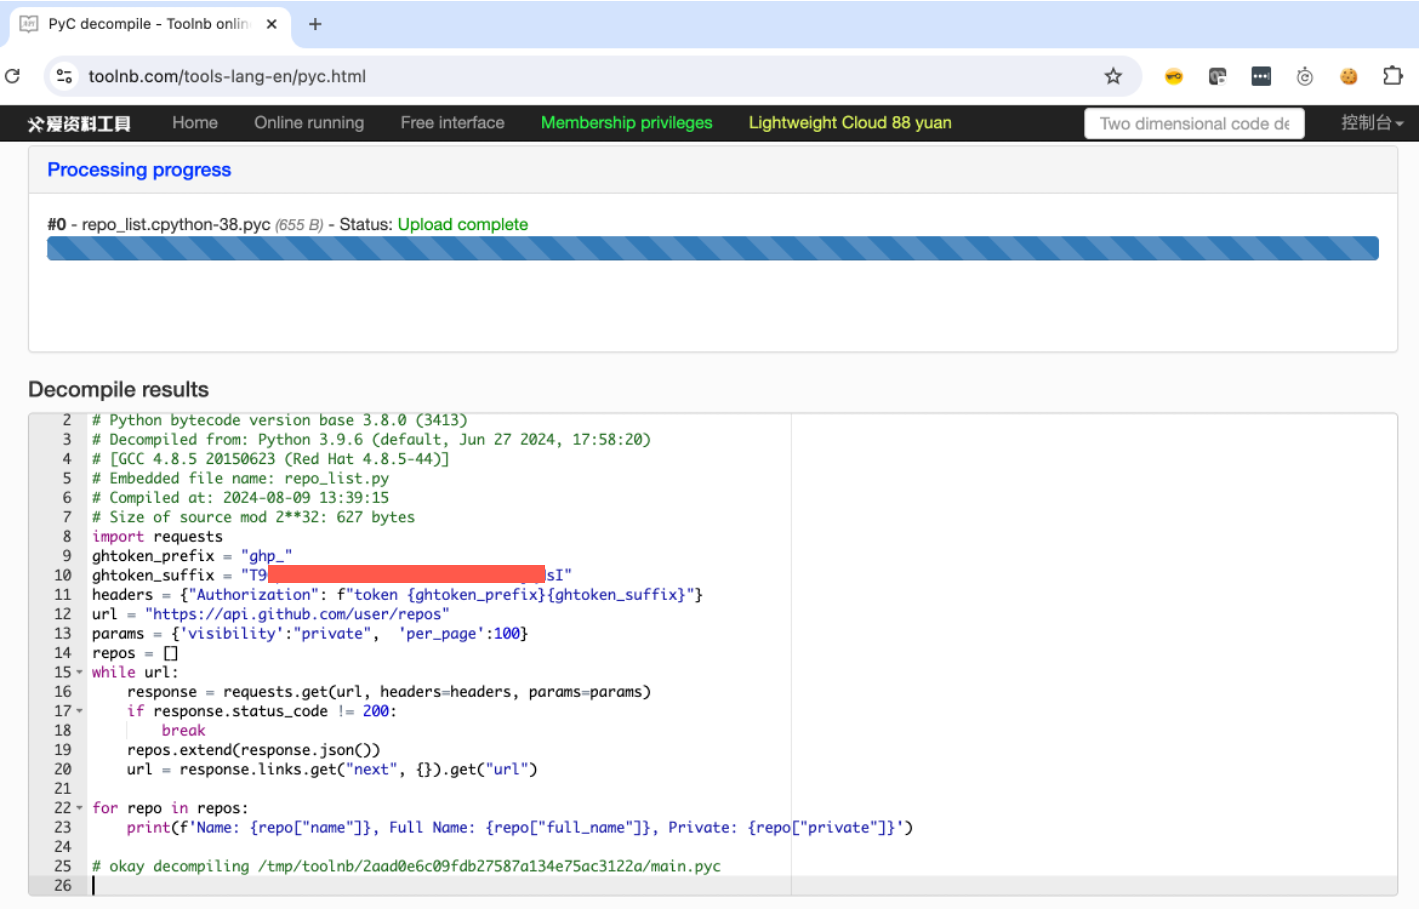 PyC decompile - Toolnb onlin
toolnb.com/tools-lang-en/pyc.html
爱资料工具 Home Online running Free interface Membership privileges Lightweight Cloud 88 yuan Two dimensional code de 控制台
Processing progress
#0 - repo_list.cpython-38.pyc (655 B) - Status: Upload complete
Decompile results
2 # Python bytecode version base 3.8.0 (3413)
3 # Decompiled from: Python 3.9.6 (default, Jun 27 2024, 17:58:20)
4 # [GCC 4.8.5 20150623 (Red Hat 4.8.5-44)]
5 # Embedded file name: repo_list.py
6 # Compiled at: 2024-08-09 13:39:15
7 # Size of source mod 2**32: 627 bytes
8 import requests
9 ghtoken_prefix = "ghp_"
10 ghtoken_suffix = "T9 sI"
11 headers = {"Authorization": f"token {ghtoken_prefix}{ghtoken_suffix}"}
12 url = "https://api.github.com/user/repos"
13 params = {'visibility':"private", 'per_page':100}
14 repos = []
15 while url:
16 response = requests.get(url, headers=headers, params=params)
17 if response.status_code != 200:
18 break
19 repos.extend(response.json())
20 url = response.links.get("next", {}).get("url")
21
22 for repo in repos:
23 print(f'Name: {repo["name"]}, Full Name: {repo["full_name"]}, Private: {repo["private"]}')
24
25 # okay decompiling /tmp/toolnb/2aad0e6c09fdb27587a134e75ac3122a/main.pyc
26